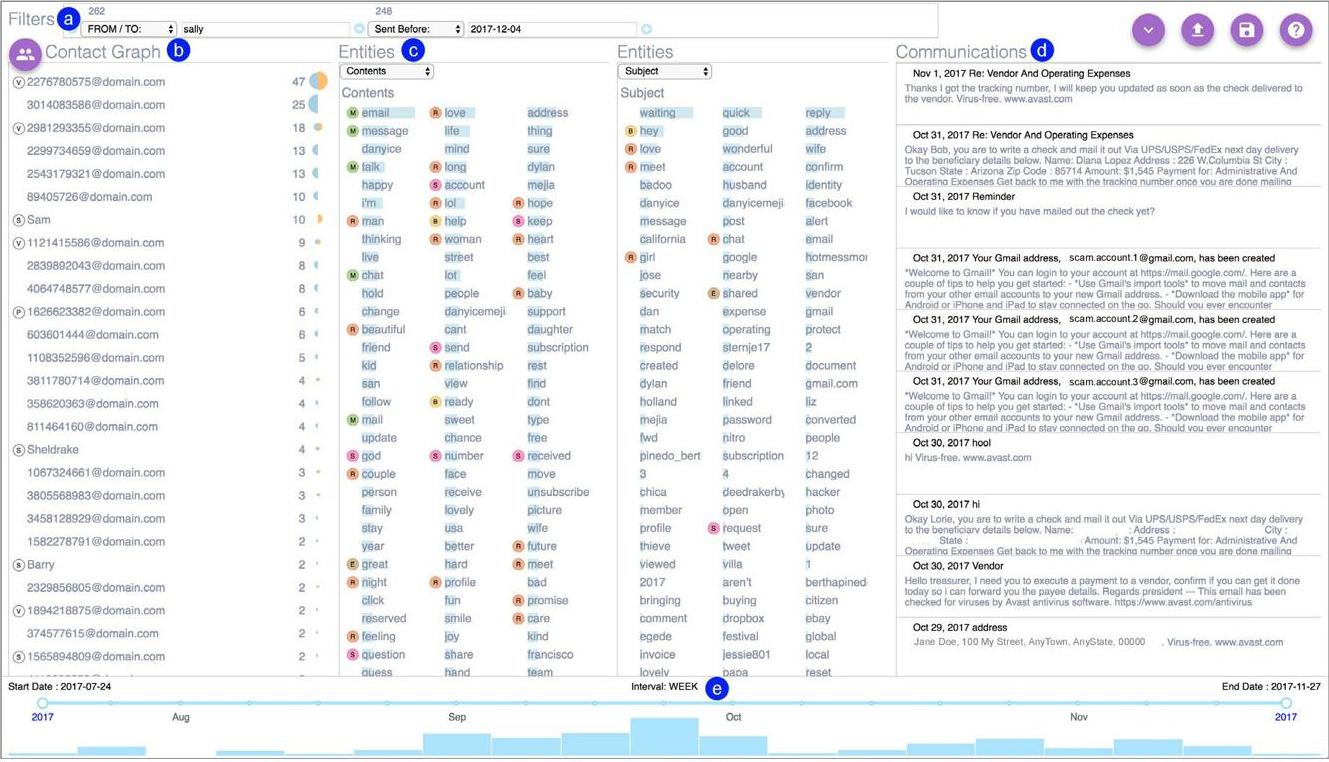 262
248
Filters a FROM / TO: sally Sent Before: 2017-12-04
Contact Graph b
V 2276780575@domain.com 47
3014083586@domain.com 25
V 2981293355@domain.com 18
2299734659@domain.com 13
2543179321@domain.com 13
89405726@domain.com 10
S Sam 10
V 1121415586@domain.com 9
2839892043@domain.com 8
4064748577@domain.com 8
P 1626623382@domain.com 6
603601444@domain.com 6
1108352596@domain.com 5
3811780714@domain.com 4
358620363@domain.com 4
811464160@domain.com 4
S Sheldrake 4
1067324661@domain.com 3
3805568983@domain.com 3
3458128929@domain.com 3
1582278791@domain.com 2
S Barry 2
2329856805@domain.com 2
V 1894218875@domain.com 2
374577615@domain.com 2
S 1565894809@domain.com 2
Entities c
Contents
Contents
M email R love address
M message life thing
danyice mind sure
M talk R long dylan
happy S account mejia
i'm R lol R hope
R man B help S keep
thinking R woman R heart
live street best
M chat lot feel
hold people R baby
change danyicemeji support
R beautiful cant daughter
friend S send subscription
kid R relationship rest
san view find
follow B ready dont
M mail sweet type
update chance free
S god S number S received
R couple face move
person receive unsubscribe
family lovely picture
stay usa wife
year better R future
E great hard R meet
R night R profile bad
click fun R promise
reserved smile R care
R feeling joy kind
S question share francisco
guess hand team
Entities
Subject
Subject
waiting quick reply
B hey good address
R love wonderful wife
R meet account confirm
badoo husband identity
danyice danyicemeji facebook
message post alert
california R chat email
R girl google hotmessmor
jose nearby san
security E shared vendor
dan expense gmail
match operating protect
respond sternje17 2
created delore document
dylan friend gmail.com
holland linked liz
mejia password converted
fwd nitro people
pinedo_bert subscription 12
3 4 changed
chica deedrakerby hacker
member open photo
profile S request sure
thieve tweet update
viewed villa 1
2017 aren't berthapined
bringing buying citizen
comment dropbox ebay
egede festival global
invoice jessie801 local
lovely papa reset
Communications d
Nov 1, 2017 Re: Vendor And Operating Expenses
Thanks I got the tracking number, I will keep you updated as soon as the check delivered to
the vendor. Virus-free. www.avast.com
Oct 31, 2017 Re: Vendor And Operating Expenses
Okay Bob, you are to write a check and mail it out Via UPS/USPS/FedEx next day delivery
to the beneficiary details below. Name: Diana Lopez Address : 226 W.Columbia St City :
Tucson State : Arizona Zip Code : 85714 Amount: $1,545 Payment for: Administrative And
Operating Expenses Get back to me with the tracking number once you are done mailing
Oct 31, 2017 Reminder
I would like to know if you have mailed out the check yet?
Oct 31, 2017 Your Gmail address, scam.account.1@gmail.com, has been created
*Welcome to Gmail!* You can login to your account at https://mail.google.com/. Here are a
couple of tips to help you get started: - *Use Gmail's import tools* to move mail and contacts
from your other email accounts to your new Gmail address. - *Download the mobile app* for
Android or iPhone and iPad to stay connected on the go. Should you ever encounter
Oct 31, 2017 Your Gmail address, scam.account.2@gmail.com, has been created
*Welcome to Gmail!* You can login to your account at https://mail.google.com/. Here are a
couple of tips to help you get started: - *Use Gmail's import tools* to move mail and contacts
from your other email accounts to your new Gmail address. - *Download the mobile app* for
Android or iPhone and iPad to stay connected on the go. Should you ever encounter
Oct 31, 2017 Your Gmail address, scam.account.3@gmail.com, has been created
*Welcome to Gmail!* You can login to your account at https://mail.google.com/. Here are a
couple of tips to help you get started: - *Use Gmail's import tools* to move mail and contacts
from your other email accounts to your new Gmail address. - *Download the mobile app* for
Android or iPhone and iPad to stay connected on the go. Should you ever encounter
Oct 30, 2017 hool
hi Virus-free. www.avast.com
Oct 30, 2017 hi
Okay Lorie, you are to write a check and mail it out Via UPS/USPS/FedEx next day delivery
to the beneficiary details below. Name: : Address : City :
State : Amount: $1,545 Payment for: Administrative And
Operating Expenses Get back to me with the tracking number once you are done mailing
Oct 30, 2017 Vendor
Hello treasurer, I need you to execute a payment to a vendor, confirm if you can get it done
today so i can forward you the payee details. Regards president --- This email has been
checked for viruses by Avast antivirus software. https://www.avast.com/antivirus
Oct 29, 2017 address
Jane Doe, 100 My Street, AnyTown, AnyState, 00000 . Virus-free. www.avast.com
Start Date : 2017-07-24 Interval: WEEK e End Date : 2017-11-27
2017 Aug Sep Oct Nov 2017